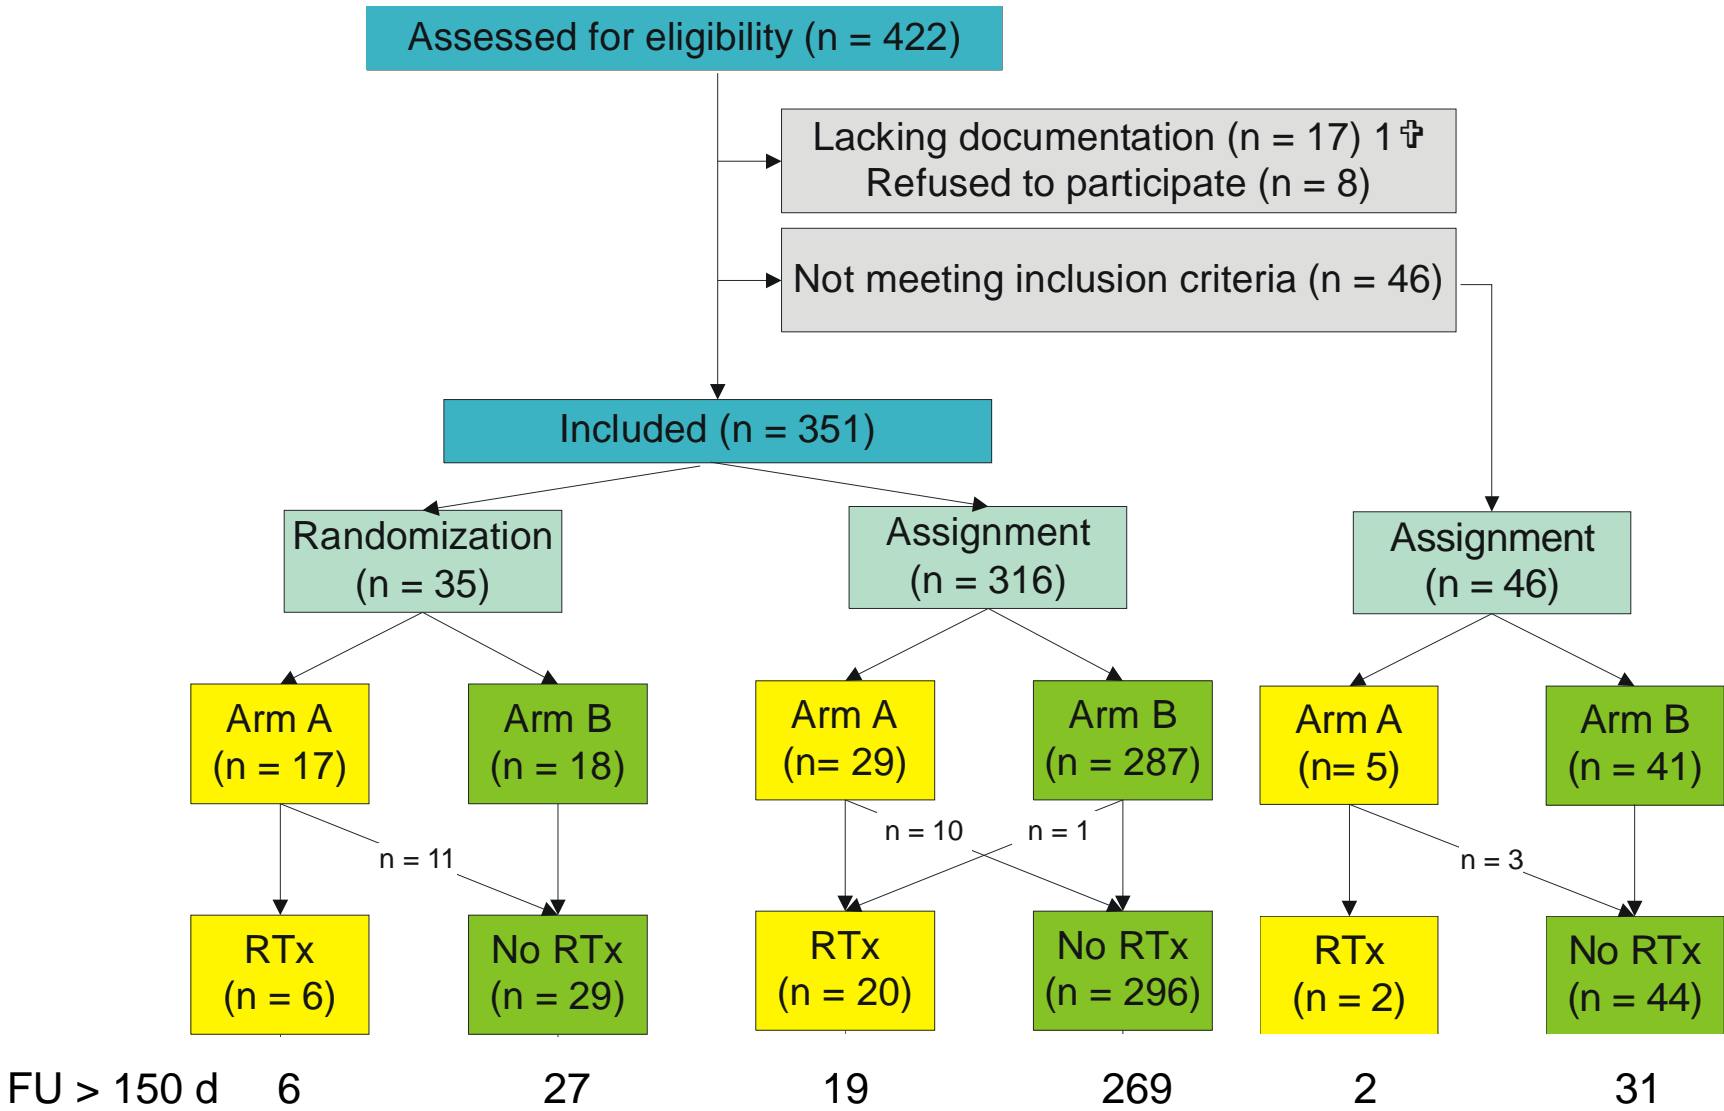 Assessed for eligibility (n = 422)
Lacking documentation (n = 17) 1✞
Refused to participate (n = 8)
Not meeting inclusion criteria (n = 46)
Included (n = 351)
Randomization
(n = 35)
Assignment
(n = 316)
Assignment
(n = 46)
Arm A
(n = 17)
Arm B
(n = 18)
Arm A
(n= 29)
Arm B
(n = 287)
Arm A
(n= 5)
Arm B
(n = 41)
n = 11
n = 10
n = 1
n = 3
RTx
(n = 6)
No RTx
(n = 29)
RTx
(n = 20)
No RTx
(n = 296)
RTx
(n = 2)
No RTx
(n = 44)
FU > 150 d 6 27 19 269 2 31